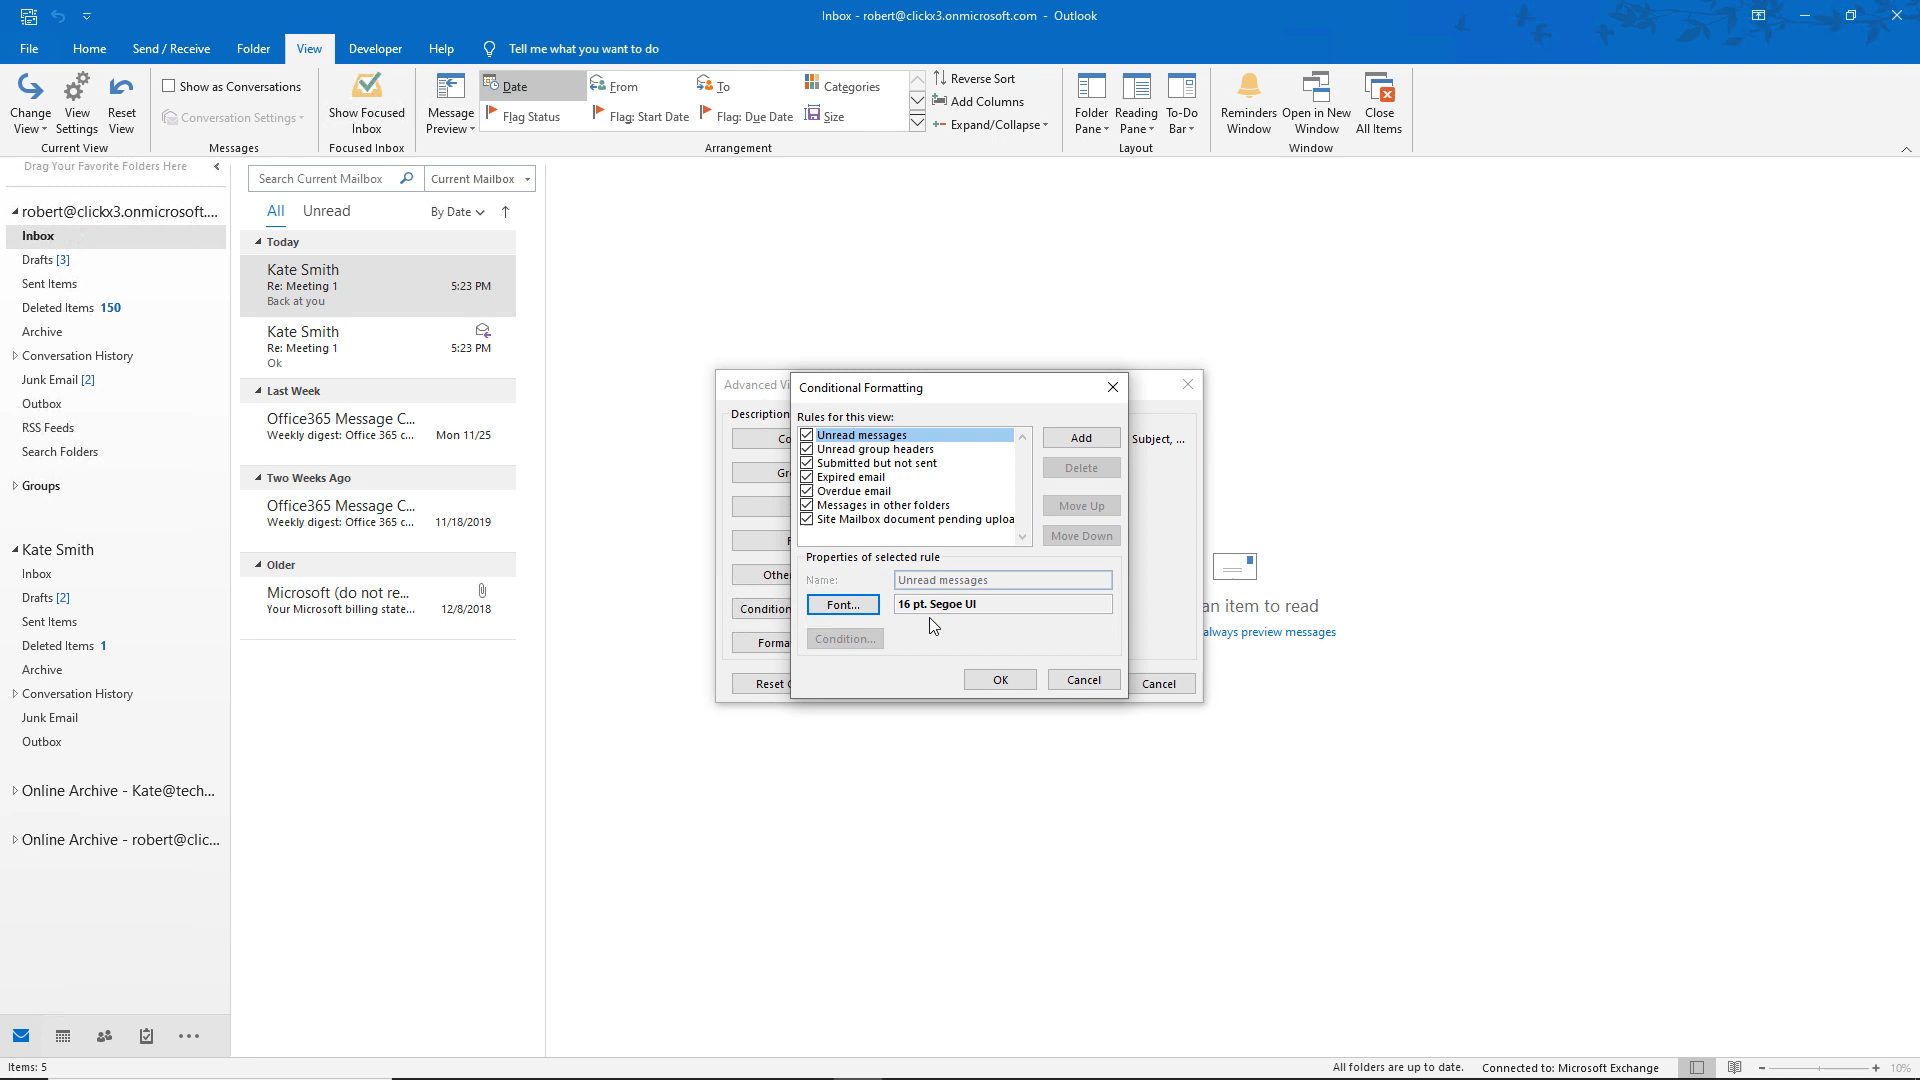 Inbox - robert@clickx3.onmicrosoft.com - Outlook
File Home Send / Receive Folder View Developer Help Tell me what you want to do
Change View
View Settings
Reset View
Current View
Show as Conversations
Conversation Settings
Messages
Show Focused Inbox
Focused Inbox
Message Preview
Date From To Categories
Flag Status Flag: Start Date Flag: Due Date Size
Reverse Sort
Add Columns
Expand/Collapse
Arrangement
Folder Pane
Reading Pane
To-Do Bar
Layout
Reminders Window
Open in New Window
Close All Items
Window
Drag Your Favorite Folders Here
robert@clickx3.onmicrosoft....
Inbox
Drafts [3]
Sent Items
Deleted Items 150
Archive
Conversation History
Junk Email [2]
Outbox
RSS Feeds
Search Folders
Groups
Kate Smith
Inbox
Drafts [2]
Sent Items
Deleted Items 1
Archive
Conversation History
Junk Email
Outbox
Online Archive - Kate@tech...
Online Archive - robert@clic...
Search Current Mailbox Current Mailbox
All Unread By Date
Today
Kate Smith
Re: Meeting 1 5:23 PM
Back at you
Kate Smith
Re: Meeting 1 5:23 PM
Ok
Last Week
Office365 Message C...
Weekly digest: Office 365 c... Mon 11/25
Two Weeks Ago
Office365 Message C...
Weekly digest: Office 365 c... 11/18/2019
Older
Microsoft (do not re...
Your Microsoft billing state... 12/8/2018
Advanced Vi
Description
Co
Subject, ...
Gr
F
Othe
Condition
Forma
Reset C
Cancel
Conditional Formatting
Rules for this view:
Unread messages
Unread group headers
Submitted but not sent
Expired email
Overdue email
Messages in other folders
Site Mailbox document pending uploa
Add
Delete
Move Up
Move Down
Properties of selected rule
Name: Unread messages
Font... 16 pt. Segoe UI
Condition...
OK Cancel
an item to read
always preview messages
Items: 5
All folders are up to date. Connected to: Microsoft Exchange 10%